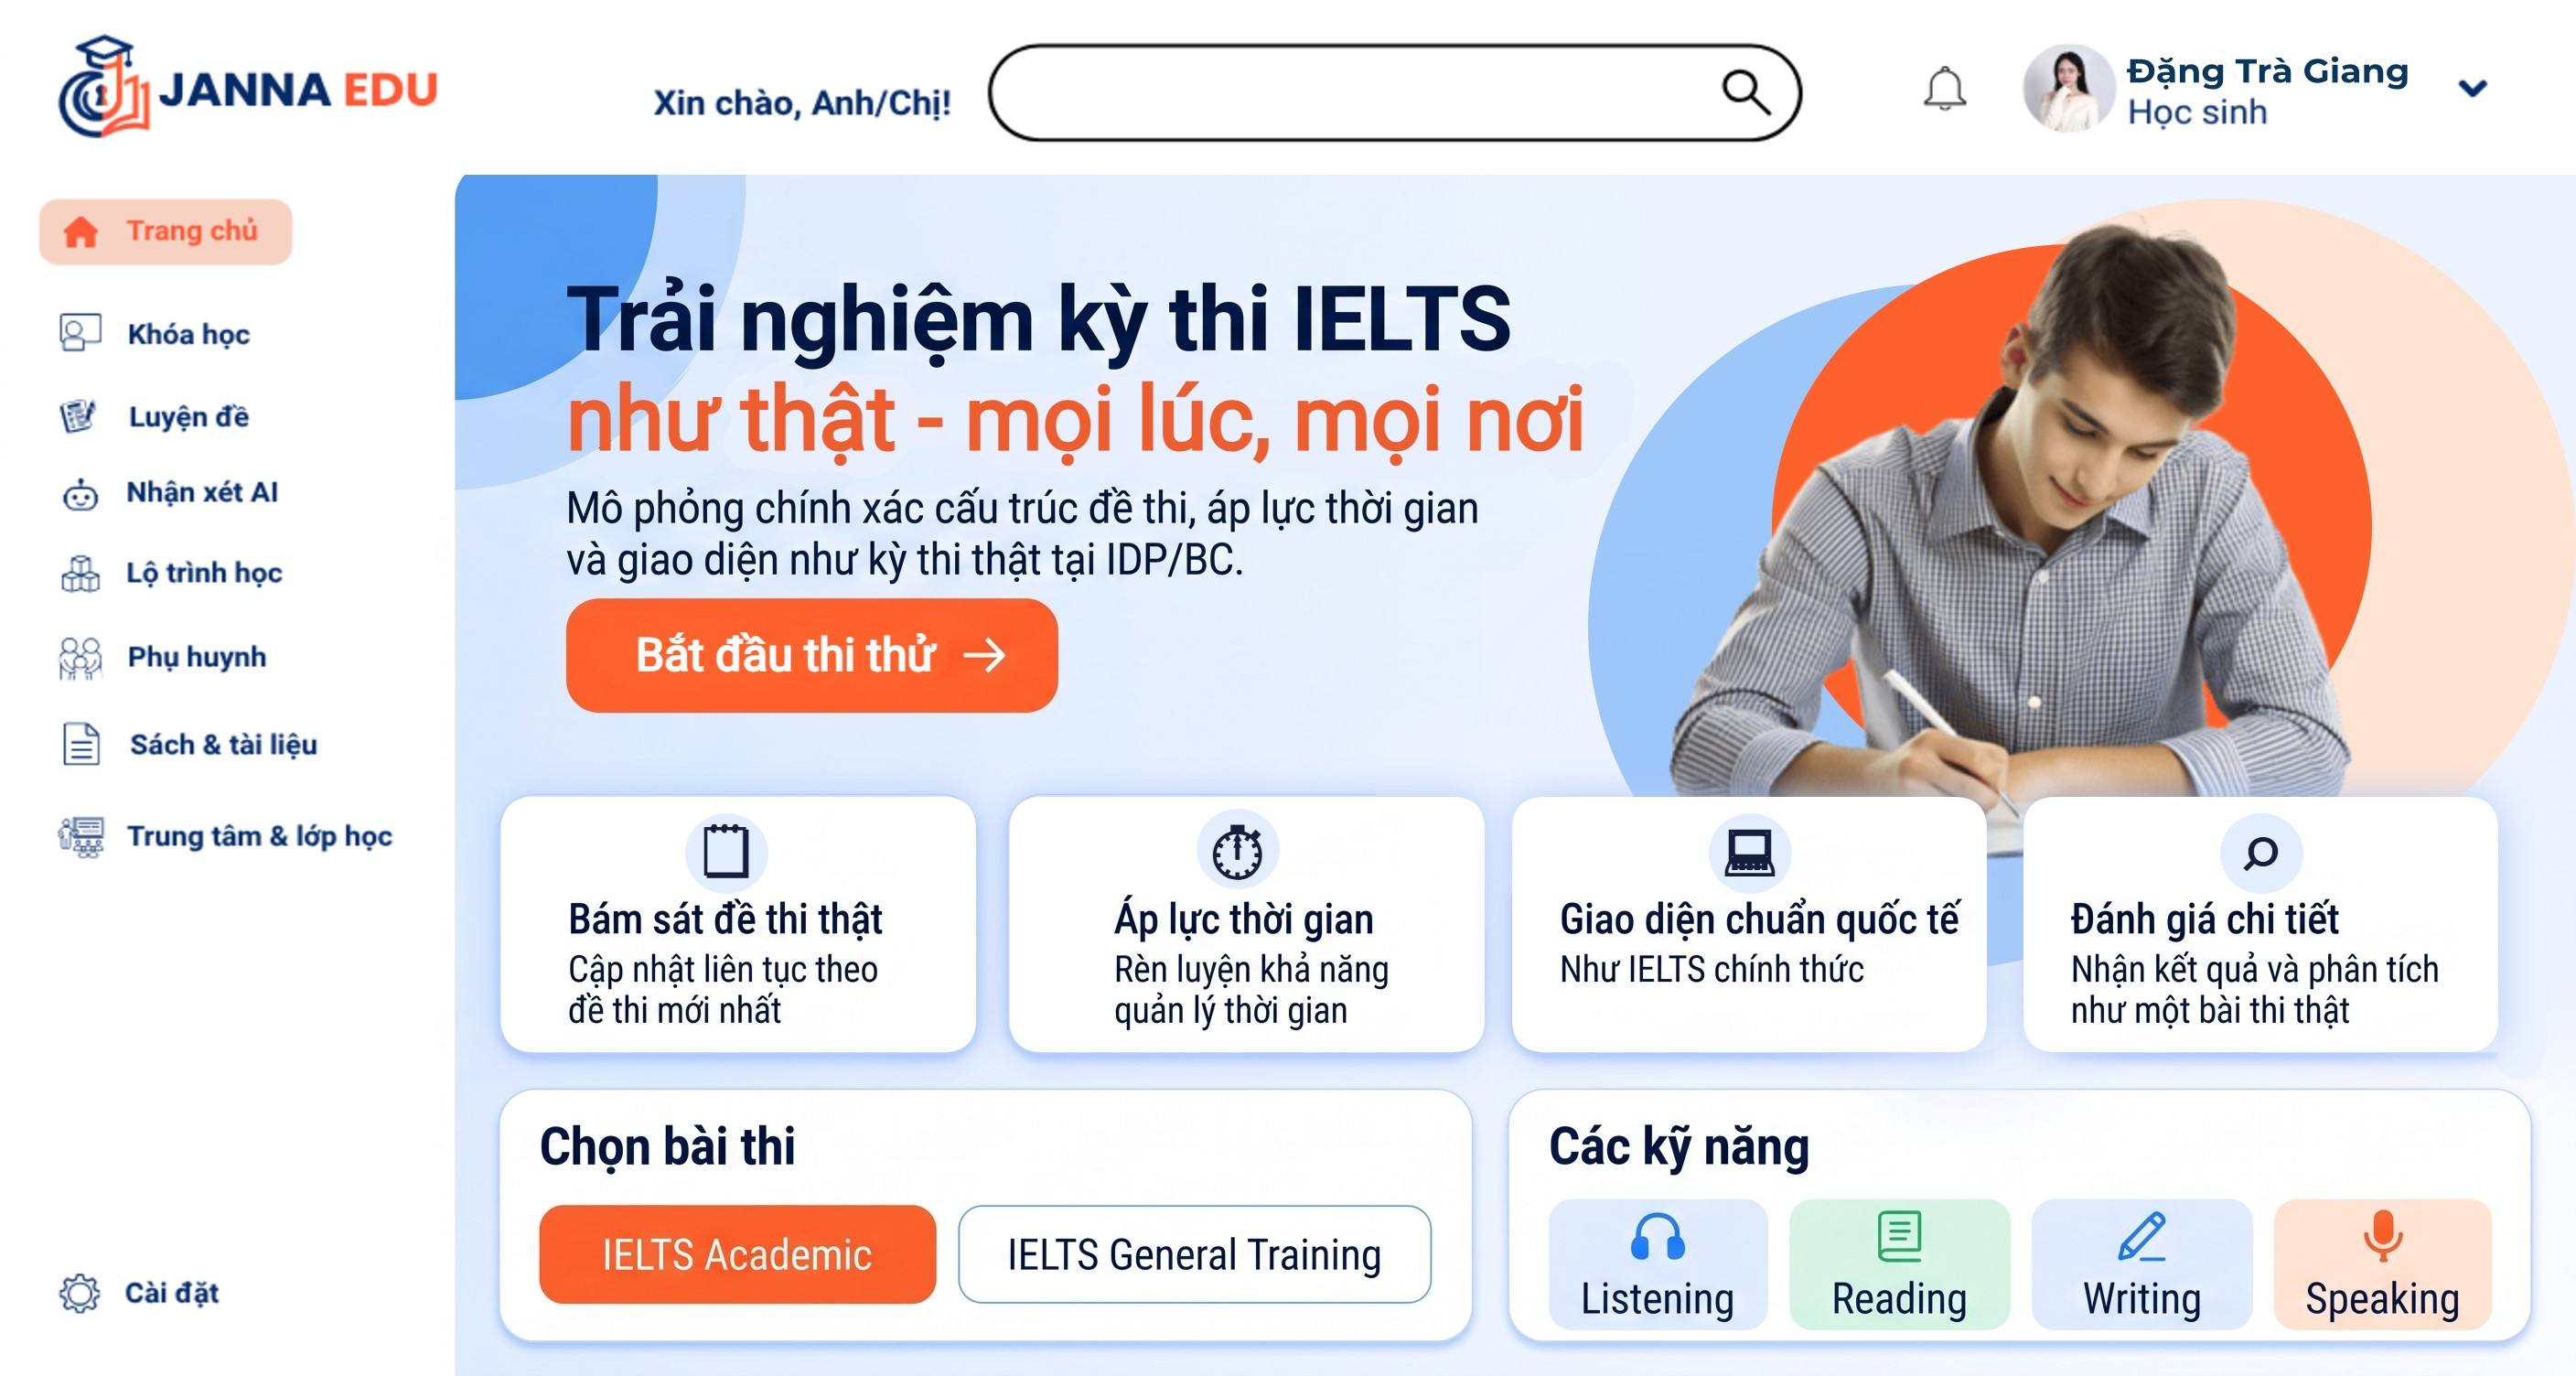 JANNA EDU
Xin chào, Anh/Chị!
Đặng Trà Giang
Học sinh
Trang chủ
Khóa học
Luyện đề
Nhận xét AI
Lộ trình học
Phụ huynh
Sách & tài liệu
Trung tâm & lớp học
Cài đặt
Trải nghiệm kỳ thi IELTS
như thật - mọi lúc, mọi nơi
Mô phỏng chính xác cấu trúc đề thi, áp lực thời gian
và giao diện như kỳ thi thật tại IDP/BC.
Bắt đầu thi thử →
Bám sát đề thi thật
Cập nhật liên tục theo
đề thi mới nhất
Áp lực thời gian
Rèn luyện khả năng
quản lý thời gian
Giao diện chuẩn quốc tế
Như IELTS chính thức
Đánh giá chi tiết
Nhận kết quả và phân tích
như một bài thi thật
Chọn bài thi
IELTS Academic
IELTS General Training
Các kỹ năng
Listening
Reading
Writing
Speaking